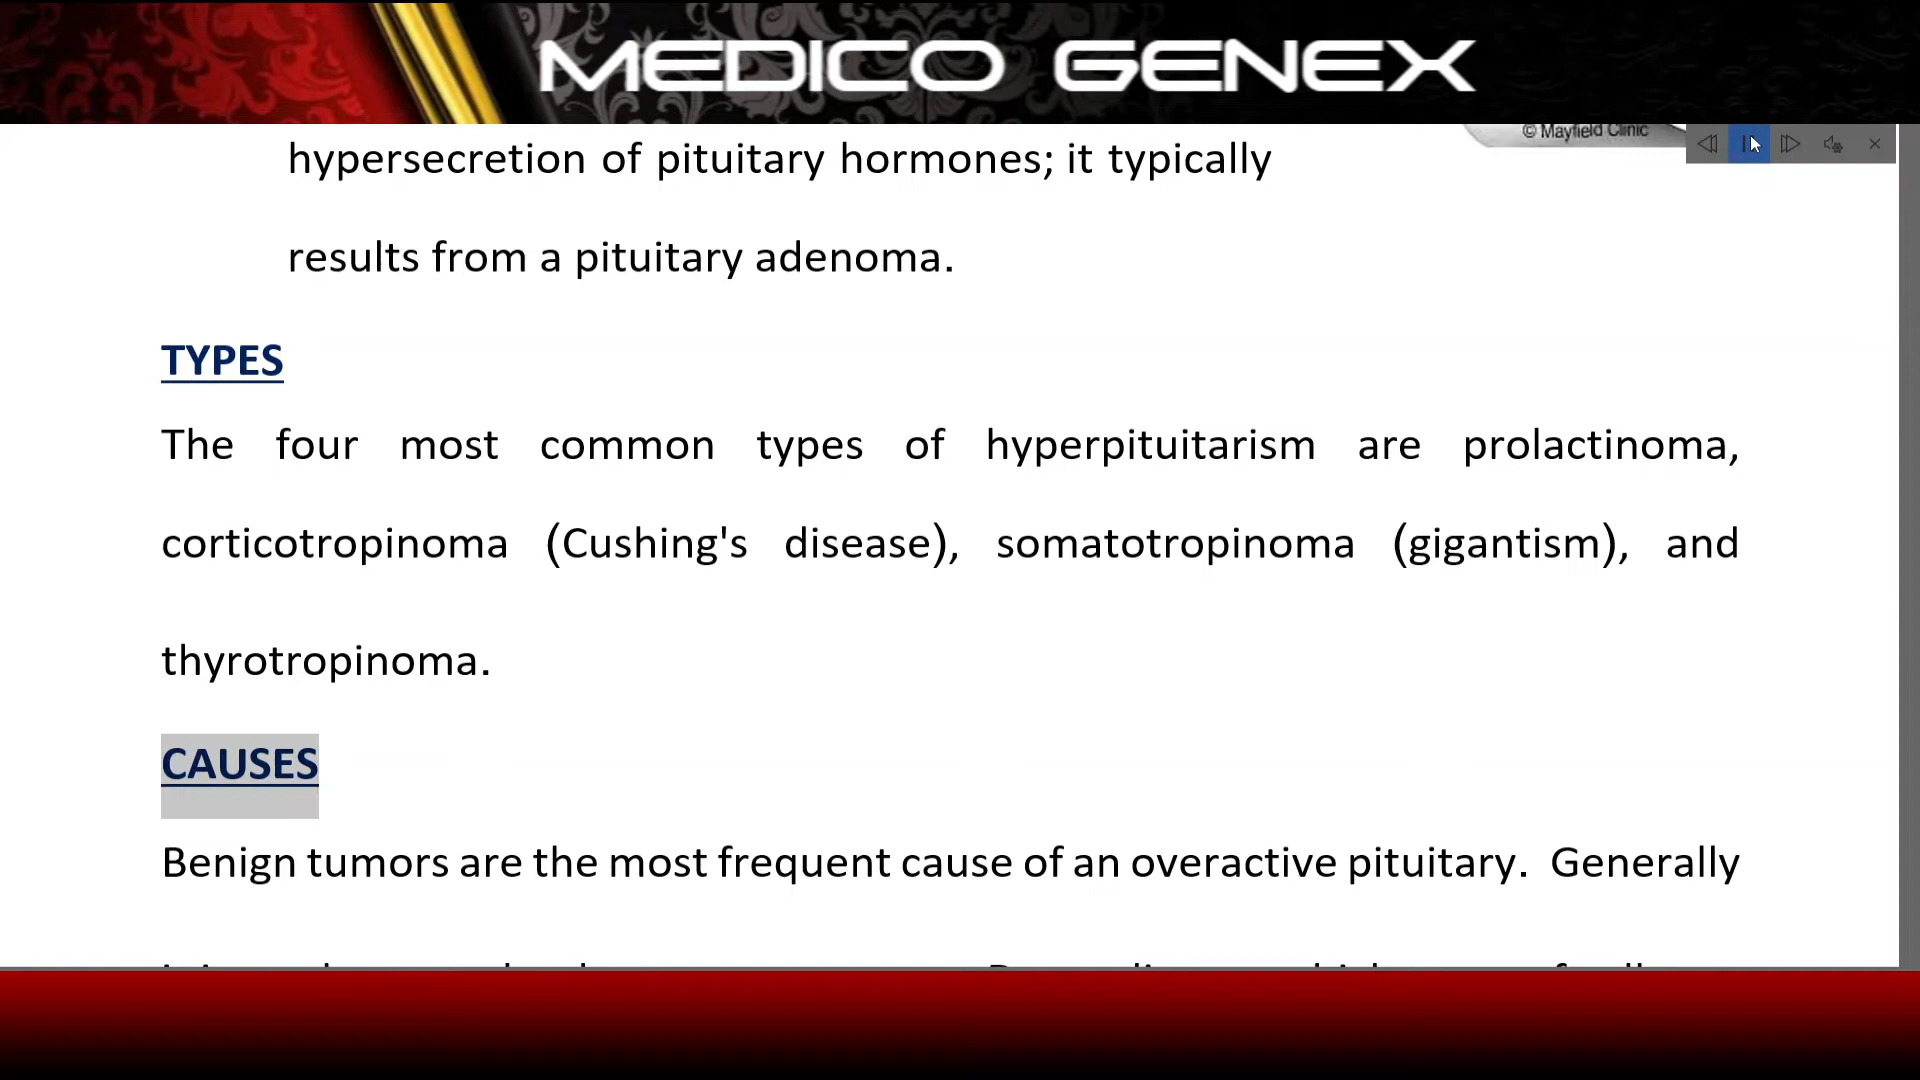 MEDICO GENEX
© Mayfield Clinic
hypersecretion of pituitary hormones; it typically
results from a pituitary adenoma.
TYPES
The four most common types of hyperpituitarism are prolactinoma,
corticotropinoma (Cushing's disease), somatotropinoma (gigantism), and
thyrotropinoma.
CAUSES
Benign tumors are the most frequent cause of an overactive pituitary. Generally